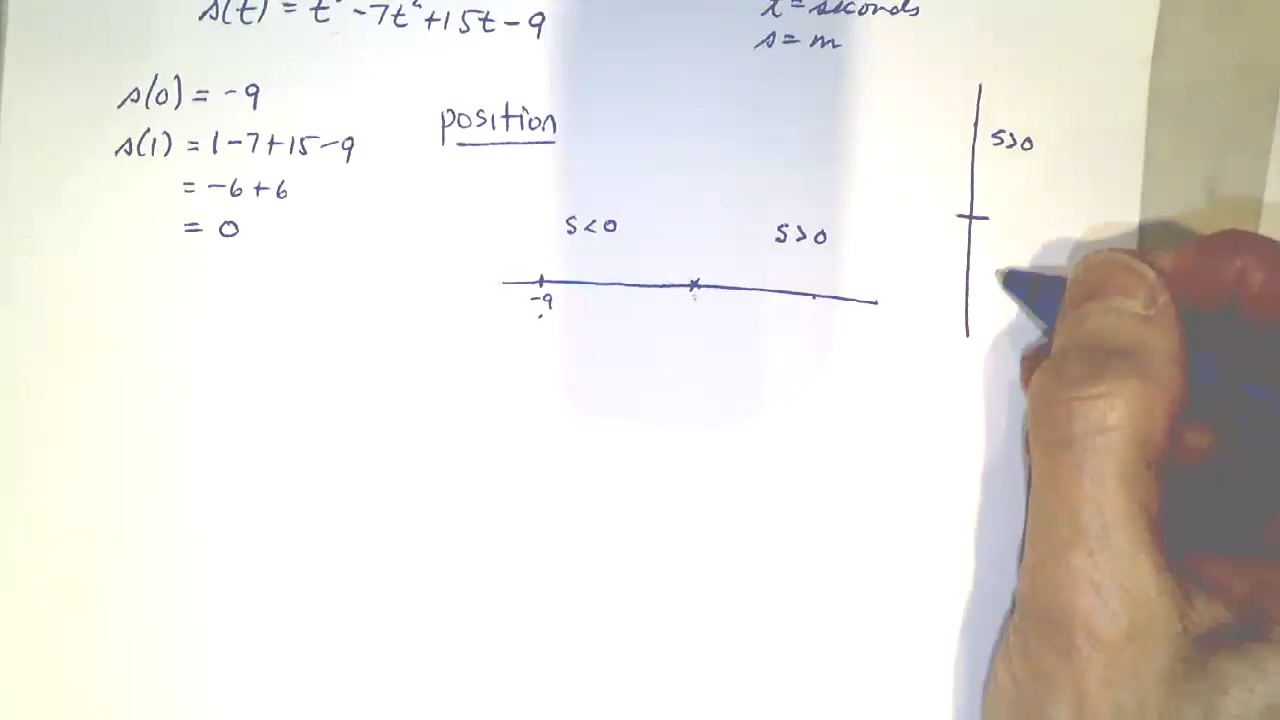 s(t) = t³ -7t² +15t - 9
t = seconds
s = m
s(0) = -9
s(1) = 1-7+15-9
= -6+6
= 0
position
s<0
s>0
-9
s>0